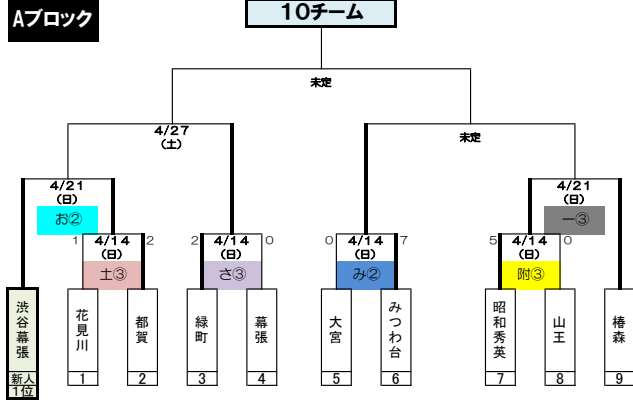 Aブロック
10チーム
未定
4/27
(土)
未定
4/21
(日)
お②
4/21
(日)
一③
1 4/14 2
(日)
土③
2 4/14 0
(日)
さ③
0 4/14 7
(日)
み②
5 4/14 0
(日)
附③
渋谷幕張
新人
1位
花見川
1
都賀
2
緑町
3
幕張
4
大宮
5
みつわ台
6
昭和秀英
7
山王
8
椿森
9